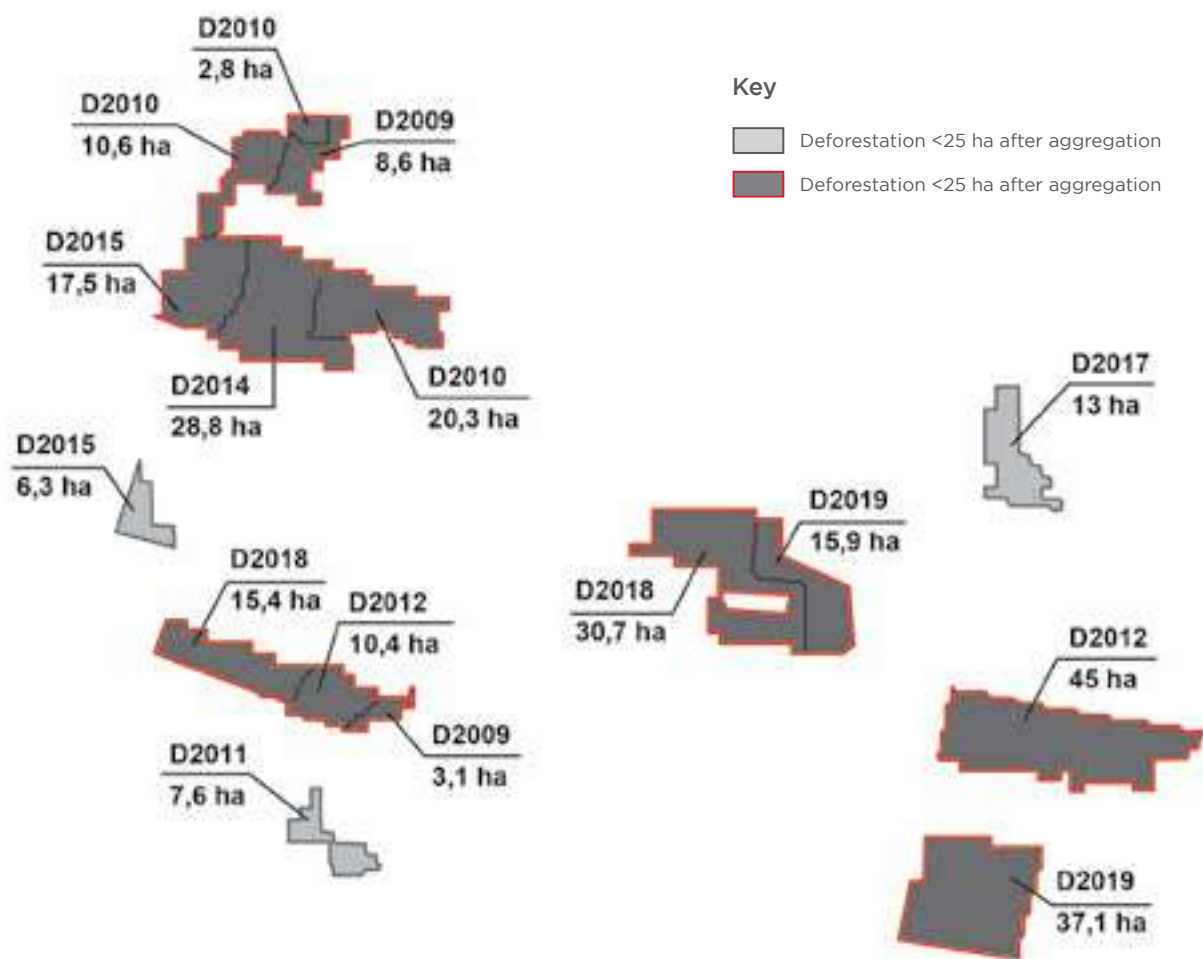 D2010
2,8 ha
D2010
10,6 ha
D2009
8,6 ha
Key
Deforestation <25 ha after aggregation
Deforestation <25 ha after aggregation
D2015
17,5 ha
D2014
28,8 ha
D2010
20,3 ha
D2017
13 ha
D2015
6,3 ha
D2019
15,9 ha
D2018
30,7 ha
D2018
15,4 ha
D2012
10,4 ha
D2009
3,1 ha
D2012
45 ha
D2011
7,6 ha
D2019
37,1 ha